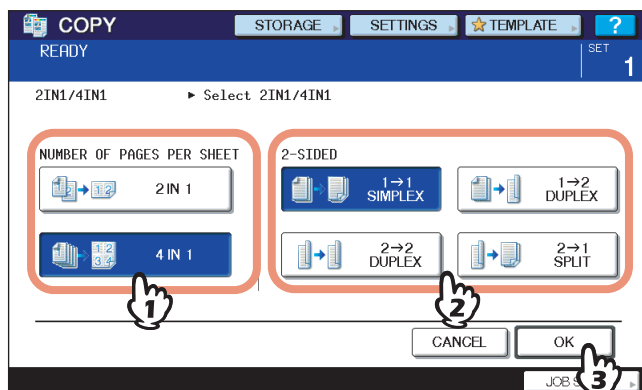 COPY STORAGE SETTINGS TEMPLATE ?
READY SET
1
2IN1/4IN1 ► Select 2IN1/4IN1
NUMBER OF PAGES PER SHEET
2 IN 1
4 IN 1
1
2-SIDED
1→1
SIMPLEX
1→2
DUPLEX
2→2
DUPLEX
2→1
SPLIT
2
CANCEL OK
3
JOB S